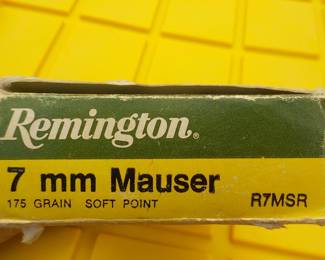 Remington®
7 mm Mauser
175 GRAIN SOFT POINT R7MSR